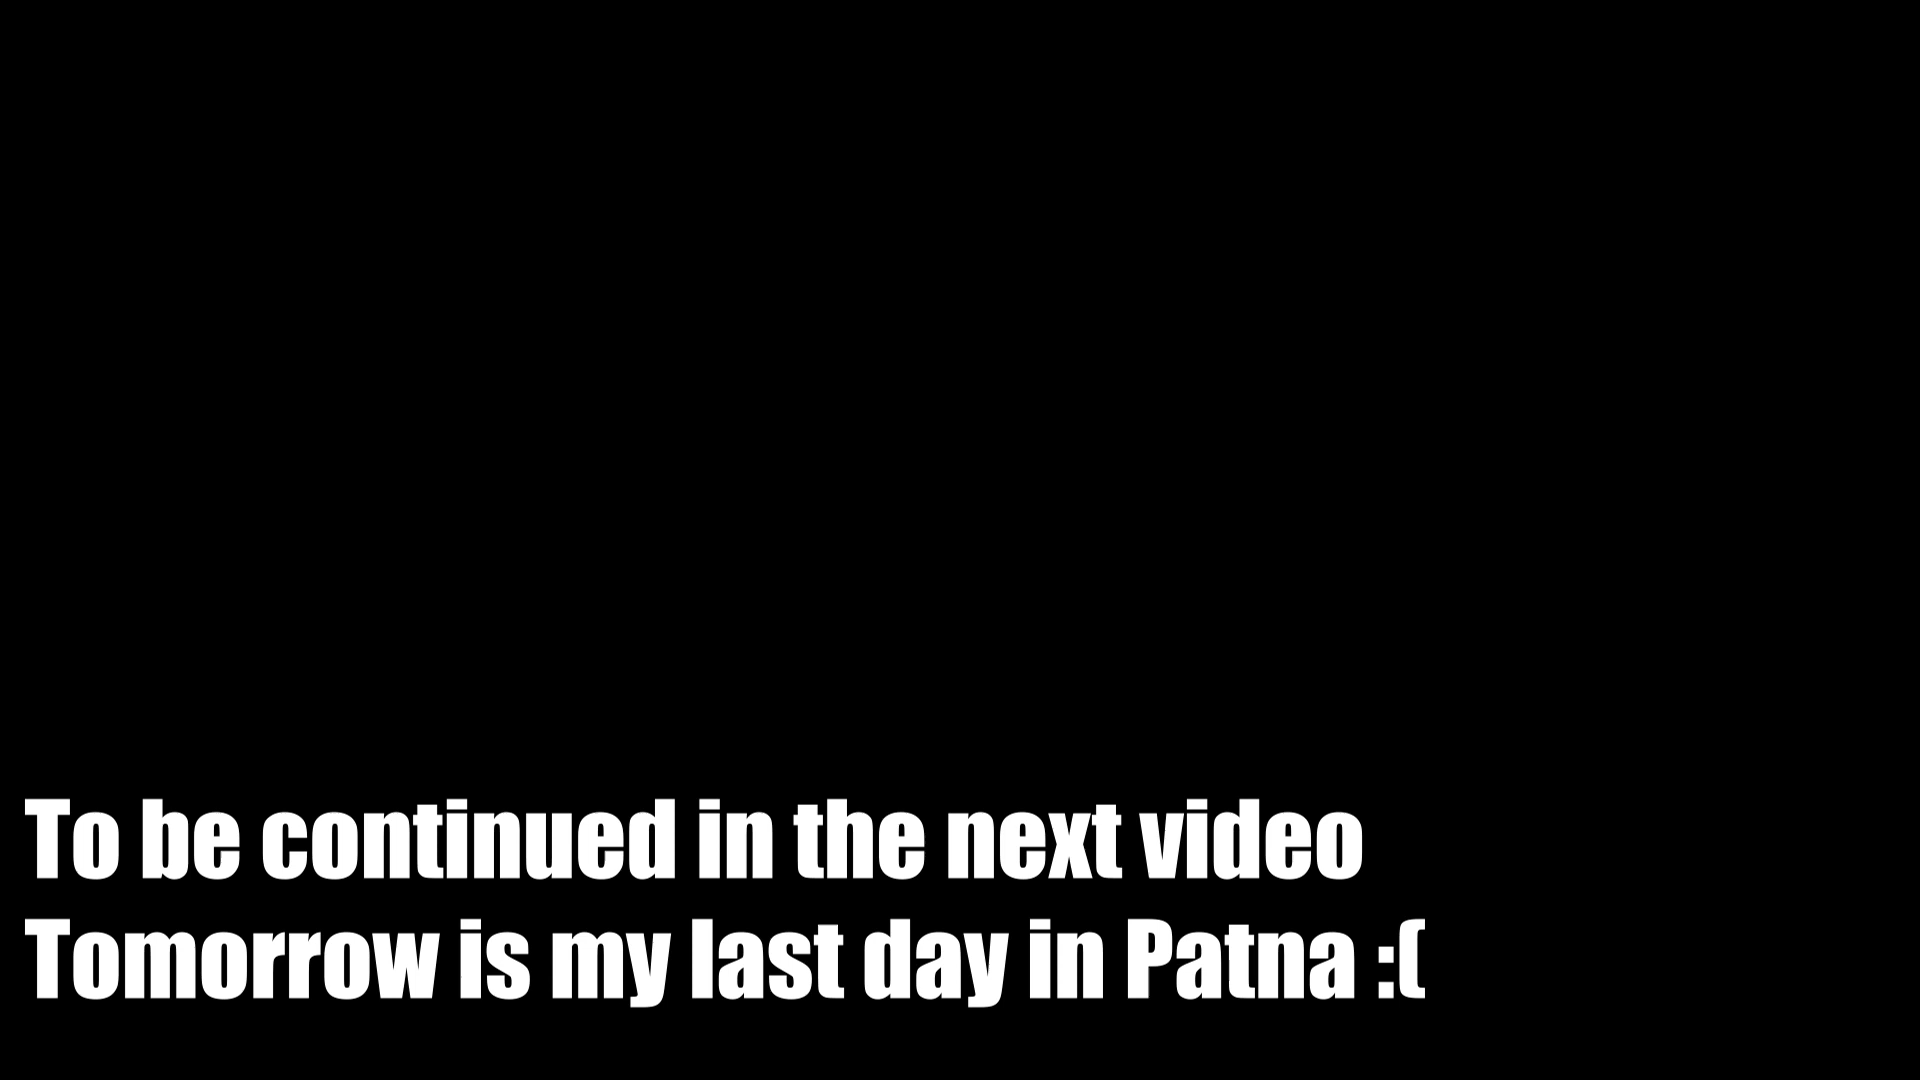 To be continued in the next video
Tomorrow is my last day in Patna :(